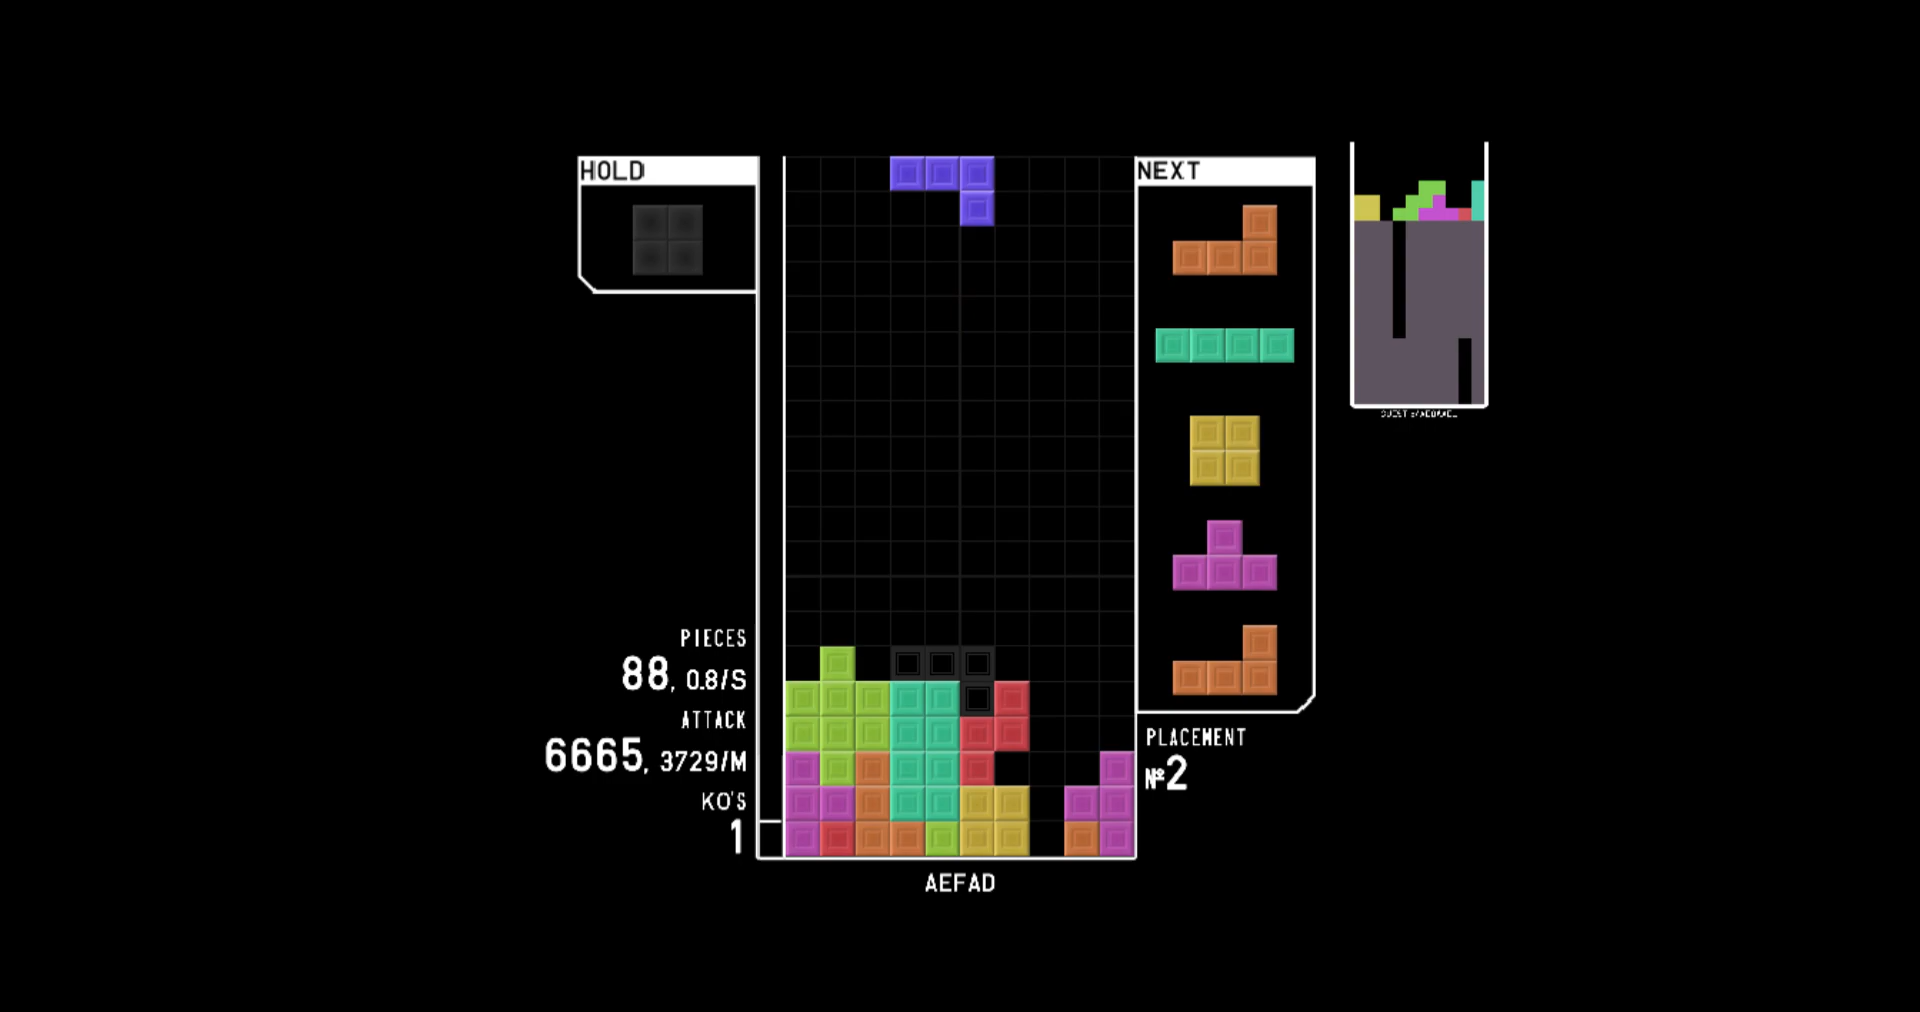 HOLD
NEXT
PIECES
88, 0.8/S
ATTACK
6665, 3729/M
KO'S
1
PLACEMENT
№2
AEFAD